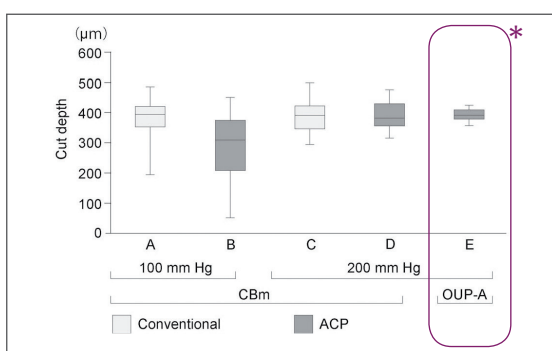 (μm)
600
500
400
300
200
100
0
Cut depth
*
A B C D E
100 mm Hg 200 mm Hg
CBm OUP-A
Conventional ACP